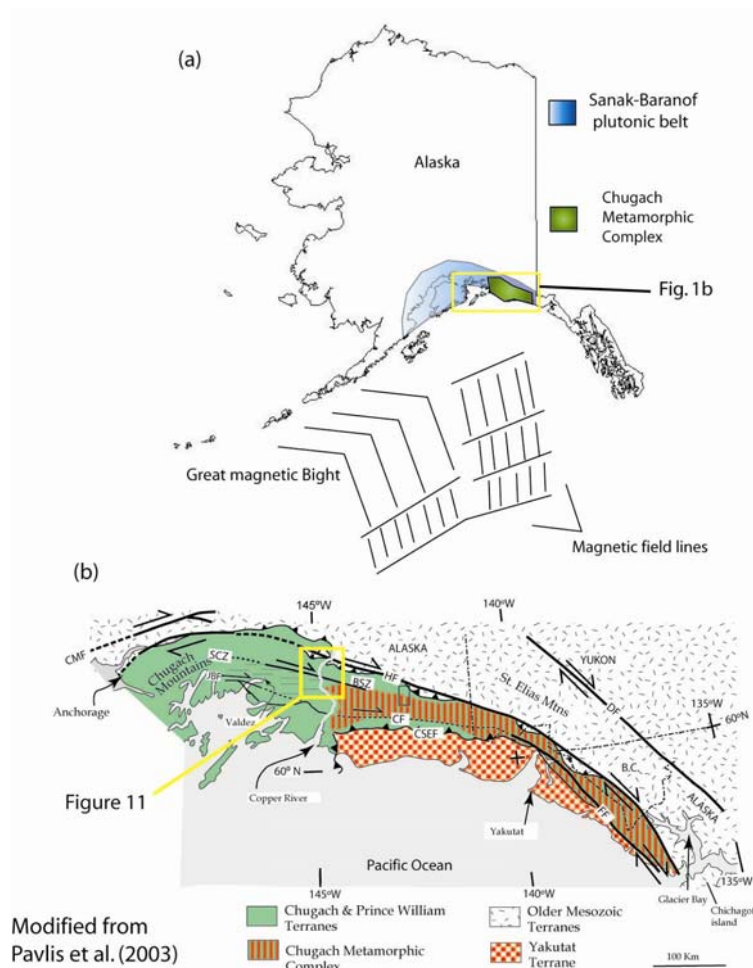 (a)
Sanak-Baranof
plutonic belt
Alaska
Chugach
Metamorphic
Complex
Fig. 1b
Great magnetic Bight
Magnetic field lines
(b)
145°W
140°W
CMF
SCZ
ALASKA
YUKON
Chugach
Mountains
HF
St. Elias Mtns
135°W
JBF
BSZ
DF
60°N
Anchorage
Valdez
CF
CSEF
B.C.
ALASKA
60° N
Figure 11
Copper River
FF
Yakutat
Glacier Bay
135°W
Pacific Ocean
145°W
140°W
Chichagof
island
Modified from
Pavlis et al. (2003)
Chugach & Prince William
Terranes
Older Mesozoic
Terranes
Chugach Metamorphic
Complex
Yakutat
Terrane
100 Km